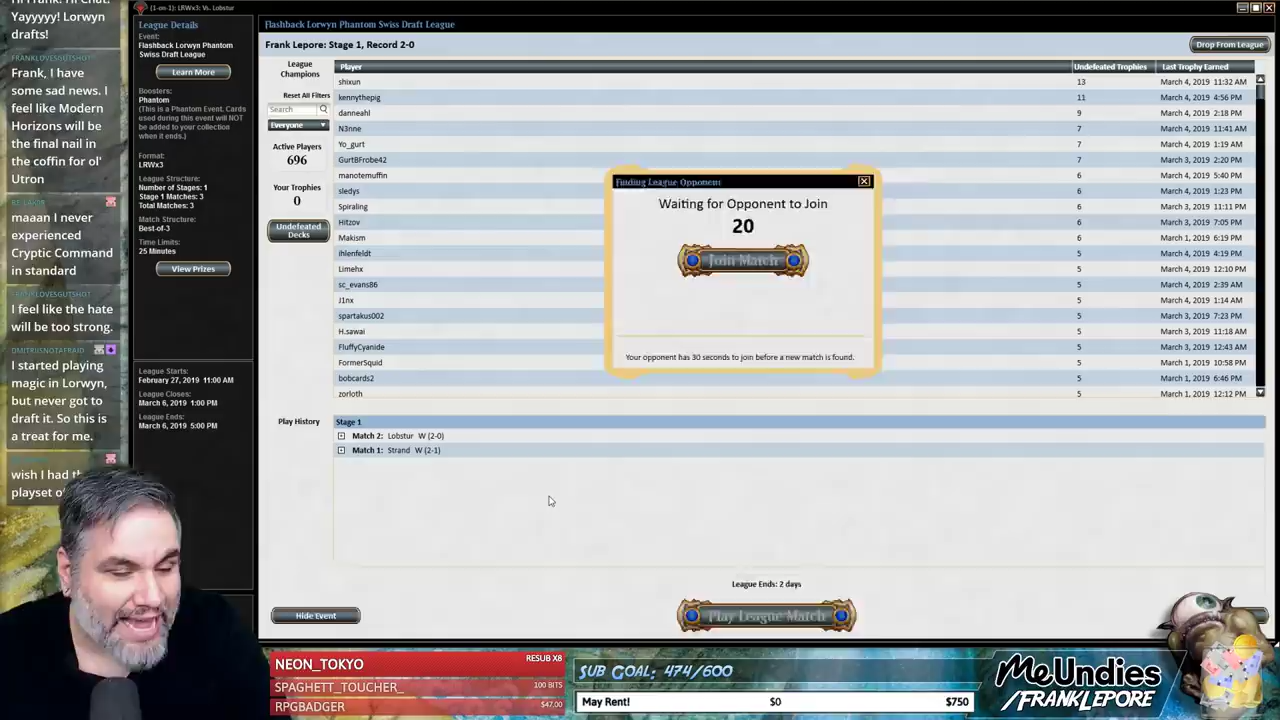 Hi Frank! Hi Chat!
Yayyyy! Lorwyn
drafts!
FRANKLOVESGUTSHOT
Frank, I have
some sad news. I
feel like Modern
Horizons will be
the final nail in
the coffin for ol'
Utron
maaan I never
experienced
Cryptic Command
in standard
FRANKLOVESGUTSHOT
I feel like the hate
will be too strong.
DMITRIISNOTAFRAID
I started playing
magic in Lorwyn,
but never got to
draft it. So this is
a treat for me.
wish I had th
playset o
(1-on-1): LRWx3: Vs. Lobstur
League Details
Event:
Flashback Lorwyn Phantom
Swiss Draft League
Learn More
Boosters:
Phantom
(This is a Phantom Event. Cards
used during this event will NOT
be added to your collection
when it ends.)
Format:
LRWx3
League Structure:
Number of Stages: 1
Stage 1 Matches: 3
Total Matches: 3
Match Structure:
Best-of-3
Time Limits:
25 Minutes
View Prizes
League Starts:
February 27, 2019 11:00 AM
League Closes:
March 6, 2019 1:00 PM
League Ends:
March 6, 2019 5:00 PM
Flashback Lorwyn Phantom Swiss Draft League
Frank Lepore: Stage 1, Record 2-0
Drop From League
League
Champions
Reset All Filters
Search
Everyone
Active Players
696
Your Trophies
0
Undefeated
Decks
Player Undefeated Trophies Last Trophy Earned
shixun 13 March 4, 2019 11:32 AM
kennythepig 11 March 4, 2019 4:56 PM
danneahl 9 March 4, 2019 2:18 PM
N3nne 7 March 4, 2019 11:41 AM
Yo_gurt 7 March 4, 2019 1:19 AM
GurtBFrobe42 7 March 3, 2019 2:20 PM
manotemuffin 6 March 4, 2019 5:40 PM
sledys 6 March 4, 2019 1:23 PM
Spiraling 6 March 3, 2019 11:11 PM
Hitzov 6 March 3, 2019 7:05 PM
Makism 6 March 1, 2019 6:19 PM
ihlenfeldt 5 March 4, 2019 4:19 PM
Limehx 5 March 4, 2019 12:10 PM
sc_evans86 5 March 4, 2019 2:39 AM
J1nx 5 March 4, 2019 1:14 AM
spartakus002 5 March 3, 2019 7:23 PM
H.sawai 5 March 3, 2019 11:18 AM
FluffyCyanide 5 March 3, 2019 12:43 AM
FormerSquid 5 March 1, 2019 10:58 PM
bobcards2 5 March 1, 2019 6:46 PM
zorloth 5 March 1, 2019 12:12 PM
Finding League Opponent
Waiting for Opponent to Join
20
Join Match
Your opponent has 30 seconds to join before a new match is found.
Play History
Stage 1
Match 2: Lobstur W (2-0)
Match 1: Strand W (2-1)
League Ends: 2 days
Hide Event
Play League Match
NEON_TOKYO RESUB X8
SPAGHETT_TOUCHER_ 100 BITS
RPGBADGER $47.00
SUB GOAL: 474/600
May Rent! $0 $750
MeUndies
/FRANKLEPORE